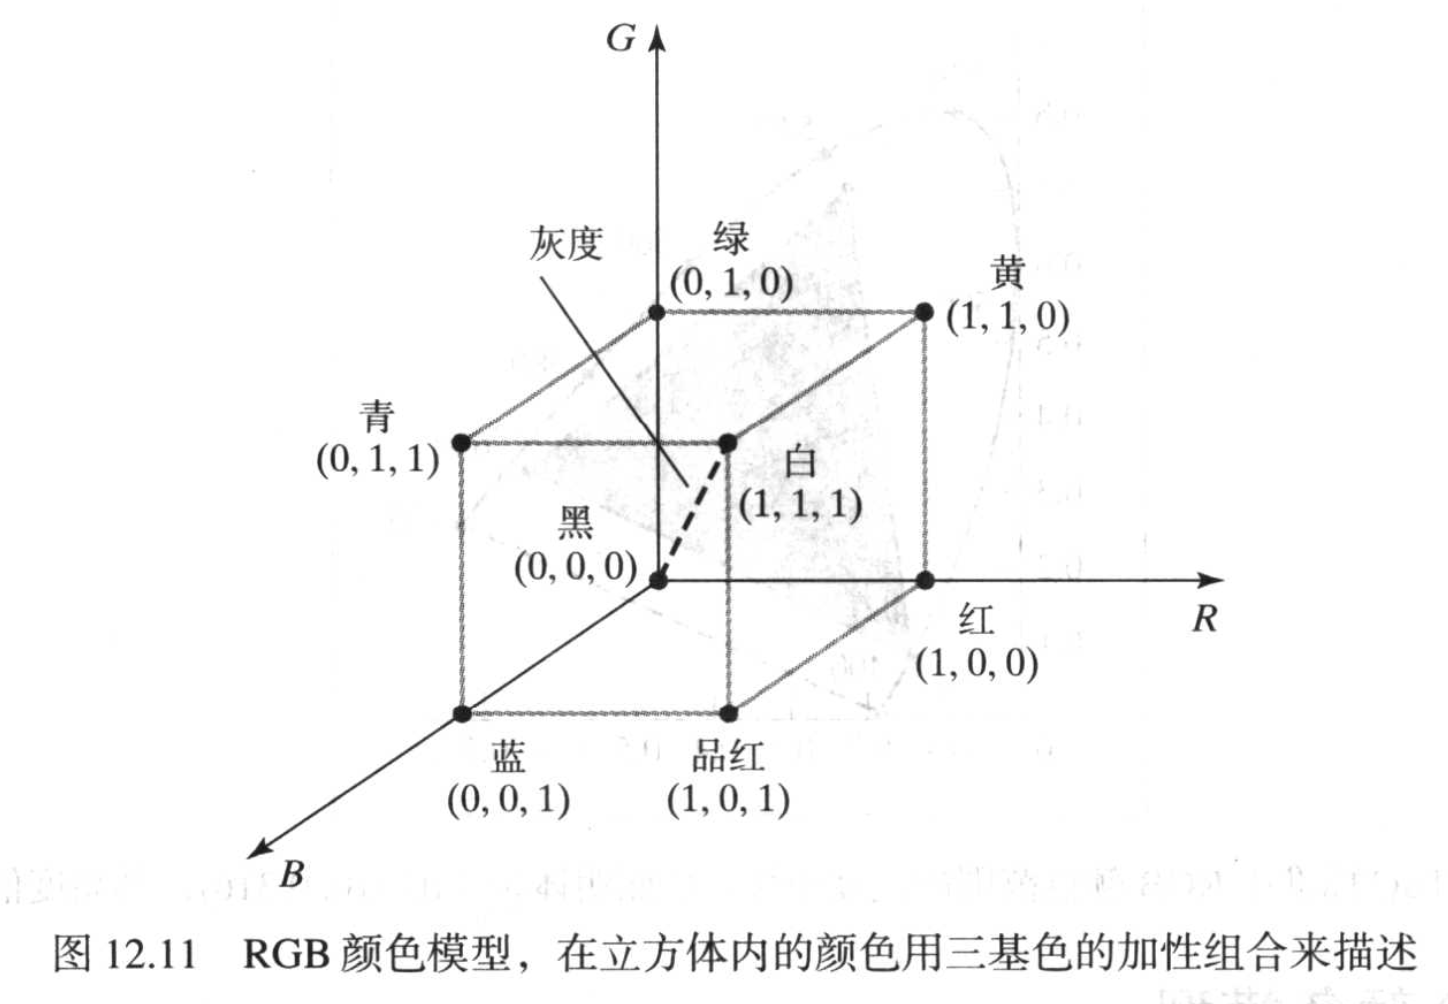 G
灰度
绿
(0, 1, 0)
黄
(1, 1, 0)
青
(0, 1, 1)
白
(1, 1, 1)
黑
(0, 0, 0)
R
红
(1, 0, 0)
蓝
(0, 0, 1)
品红
(1, 0, 1)
B
图 12.11 RGB 颜色模型，在立方体内的颜色用三基色的加性组合来描述